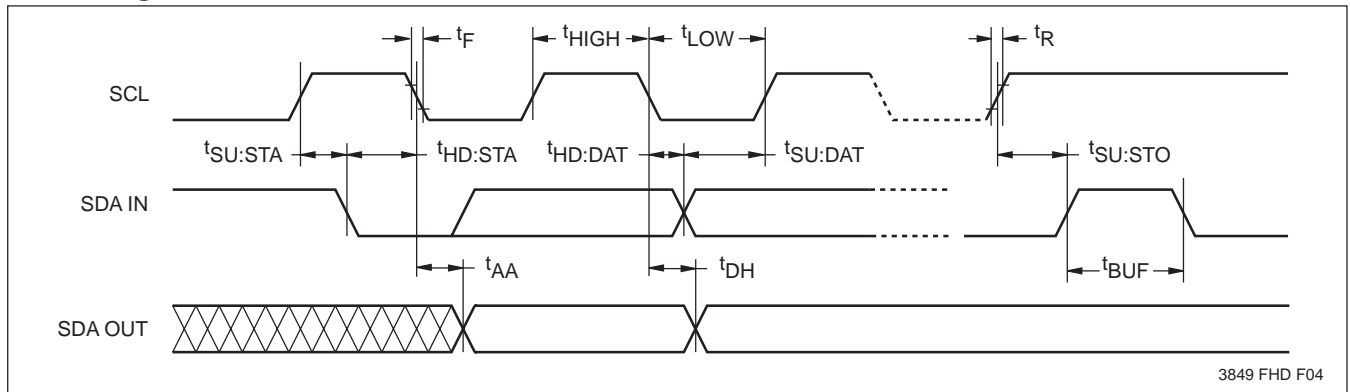 tF
tHIGH
tLOW
tR
SCL
tSU:STA
tHD:STA
tHD:DAT
tSU:DAT
tSU:STO
SDA IN
tAA
tDH
tBUF
SDA OUT
3849 FHD F04